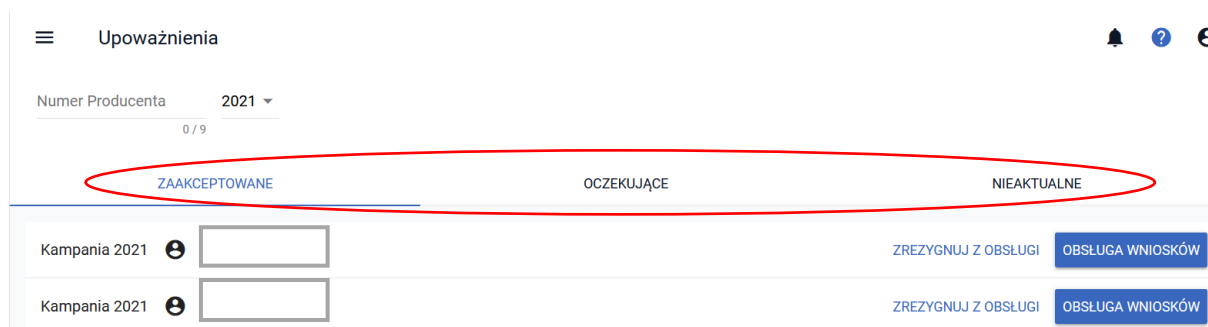 Upoważnienia
Numer Producenta 2021
0 / 9
ZAAKCEPTOWANE OCZEKUJĄCE NIEAKTUALNE
Kampania 2021 ZREZYGNUJ Z OBSŁUGI OBSŁUGA WNIOSKÓW
Kampania 2021 ZREZYGNUJ Z OBSŁUGI OBSŁUGA WNIOSKÓW